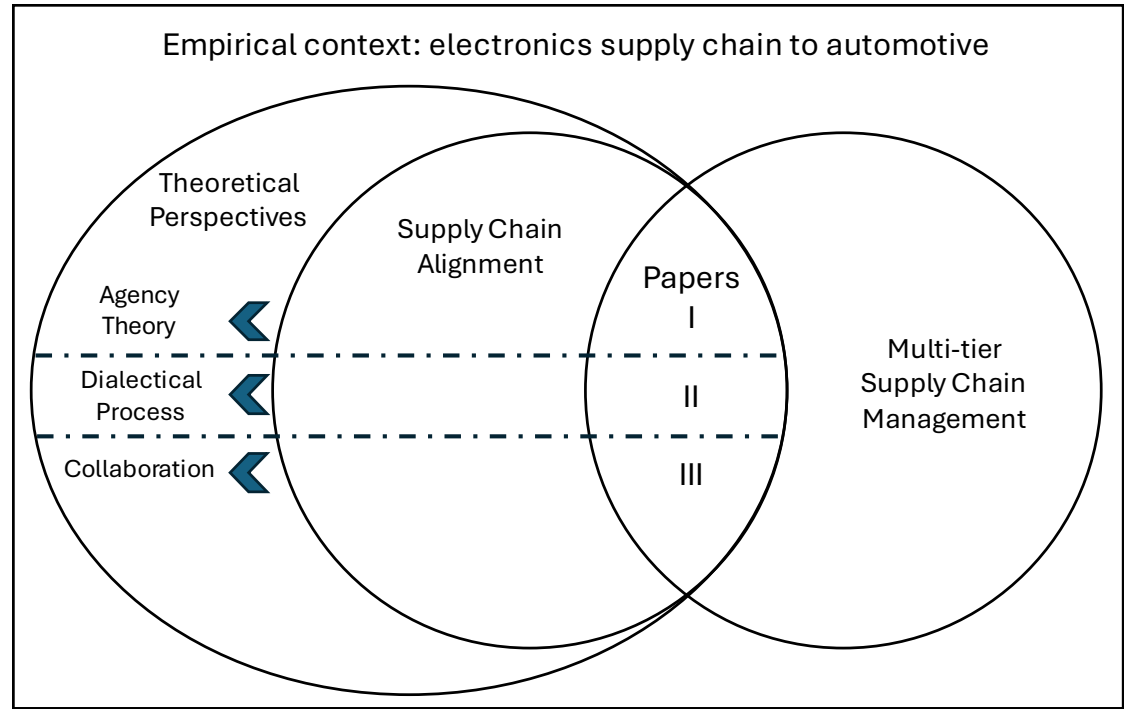 Empirical context: electronics supply chain to automotive
Theoretical
Perspectives
Supply Chain
Alignment
Papers
I
Agency
Theory
Multi-tier
Supply Chain
Management
Dialectical
Process
II
Collaboration
III